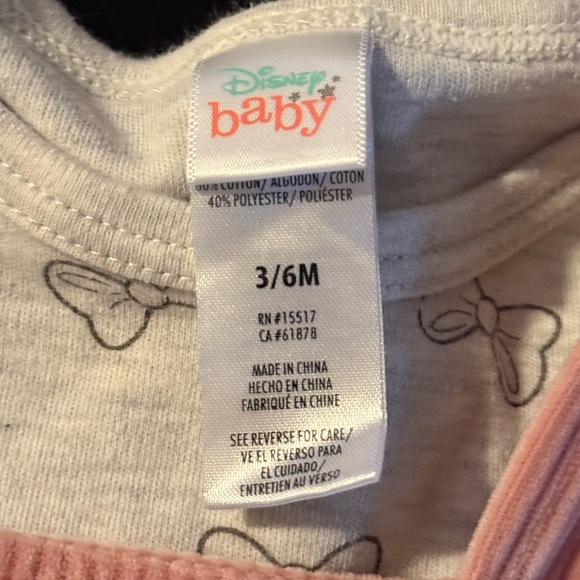 Disney
baby
60% COTTON/ ALGODON/ COTON
40% POLYESTER/ POLIÉSTER
3/6M
RN #15517
CA #61878
MADE IN CHINA
HECHO EN CHINA
FABRIQUÉ EN CHINE
SEE REVERSE FOR CARE/
VE EL REVERSO PARA
EL CUIDADO/
ENTRETIEN AU VERSO